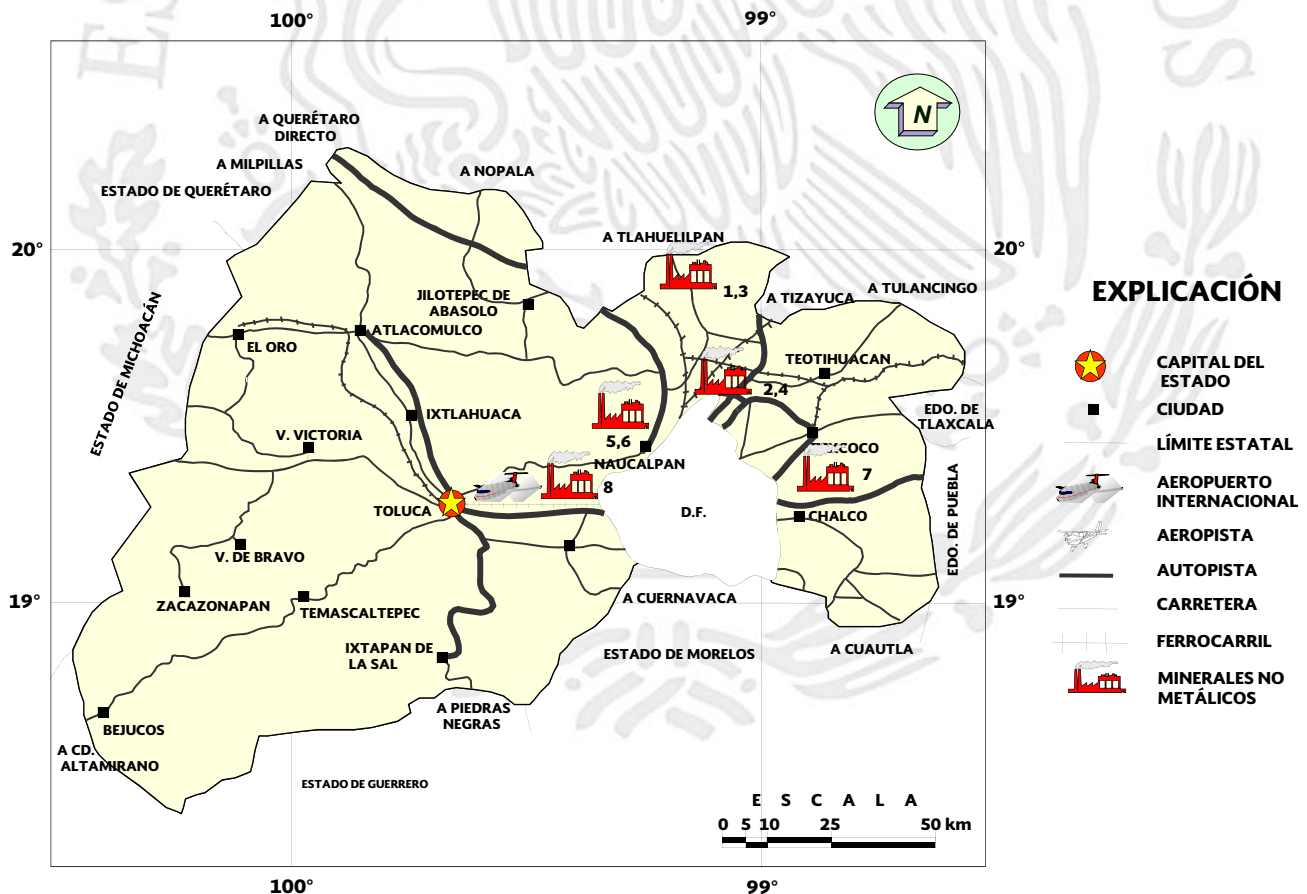 100°
99°
N
A QUERÉTARO
DIRECTO
A MILPILLAS
A NOPALA
ESTADO DE QUERÉTARO
20°
A TLAHUELILPAN
20°
1,3
A TIZAYUCA
A TULANCINGO
EXPLICACIÓN
JILOTEPEC DE
ABASOLO
ATLACOMULCO
EL ORO
TEOTIHUACAN
2,4
CAPITAL DEL
ESTADO
CIUDAD
ESTADO DE MICHOACÁN
IXTLAHUACA
EDO. DE
TLAXCALA
V. VICTORIA
5,6
NAUCALPAN
TEXCOCO
7
LÍMITE ESTATAL
8
TOLUCA
D.F.
CHALCO
EDO. DE PUEBLA
AEROPUERTO
INTERNACIONAL
AEROPISTA
V. DE BRAVO
AUTOPISTA
19°
ZACAZONAPAN
TEMASCALTEPEC
A CUERNAVACA
19°
CARRETERA
IXTAPAN DE
LA SAL
ESTADO DE MORELOS
A CUAUTLA
FERROCARRIL
MINERALES NO
METÁLICOS
A PIEDRAS
NEGRAS
BEJUCOS
A CD.
ALTAMIRANO
ESTADO DE GUERRERO
E S C A L A
0 5 10 25 50 km
100°
99°